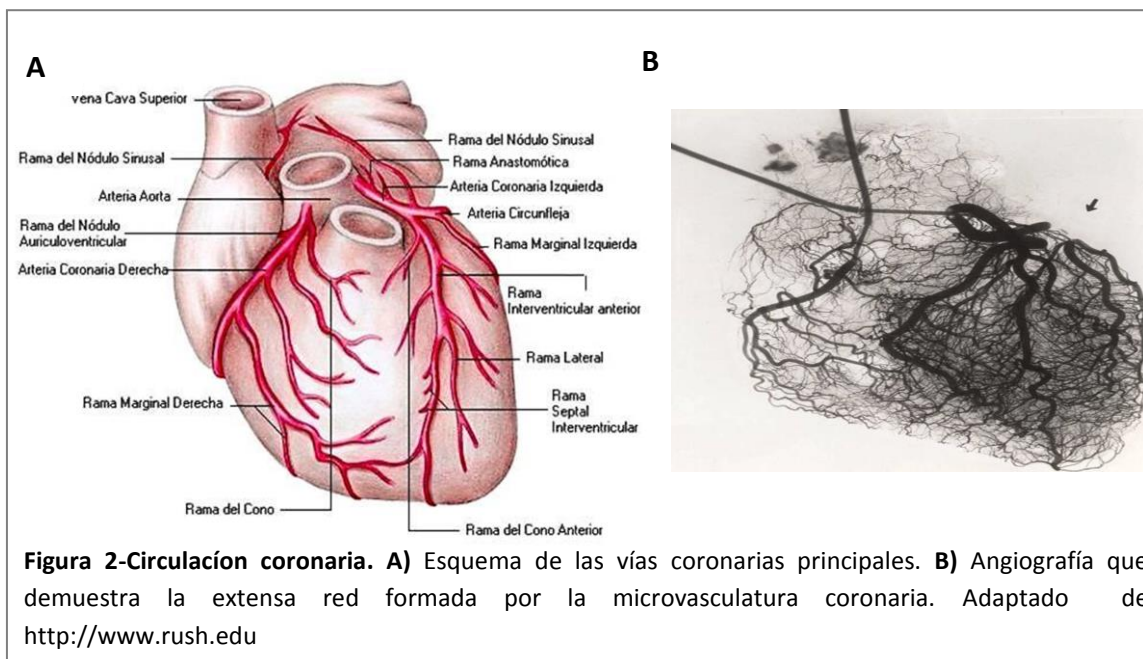 A
B
vena Cava Superior
Rama del Nódulo Sinusal
Arteria Aorta
Rama del Nódulo
Auriculoventricular
Arteria Coronaria Derecha
Rama Marginal Derecha
Rama del Cono
Rama del Nódulo Sinusal
Rama Anastomótica
Arteria Coronaria Izquierda
Arteria Circunfleja
Rama Marginal Izquierda
Rama
Interventricular anterior
Rama Lateral
Rama
Septal
Interventricular
Rama del Cono Anterior
Figura 2-Circulacíon coronaria. A) Esquema de las vías coronarias principales. B) Angiografía que
demuestra la extensa red formada por la microvasculatura coronaria. Adaptado de
http://www.rush.edu